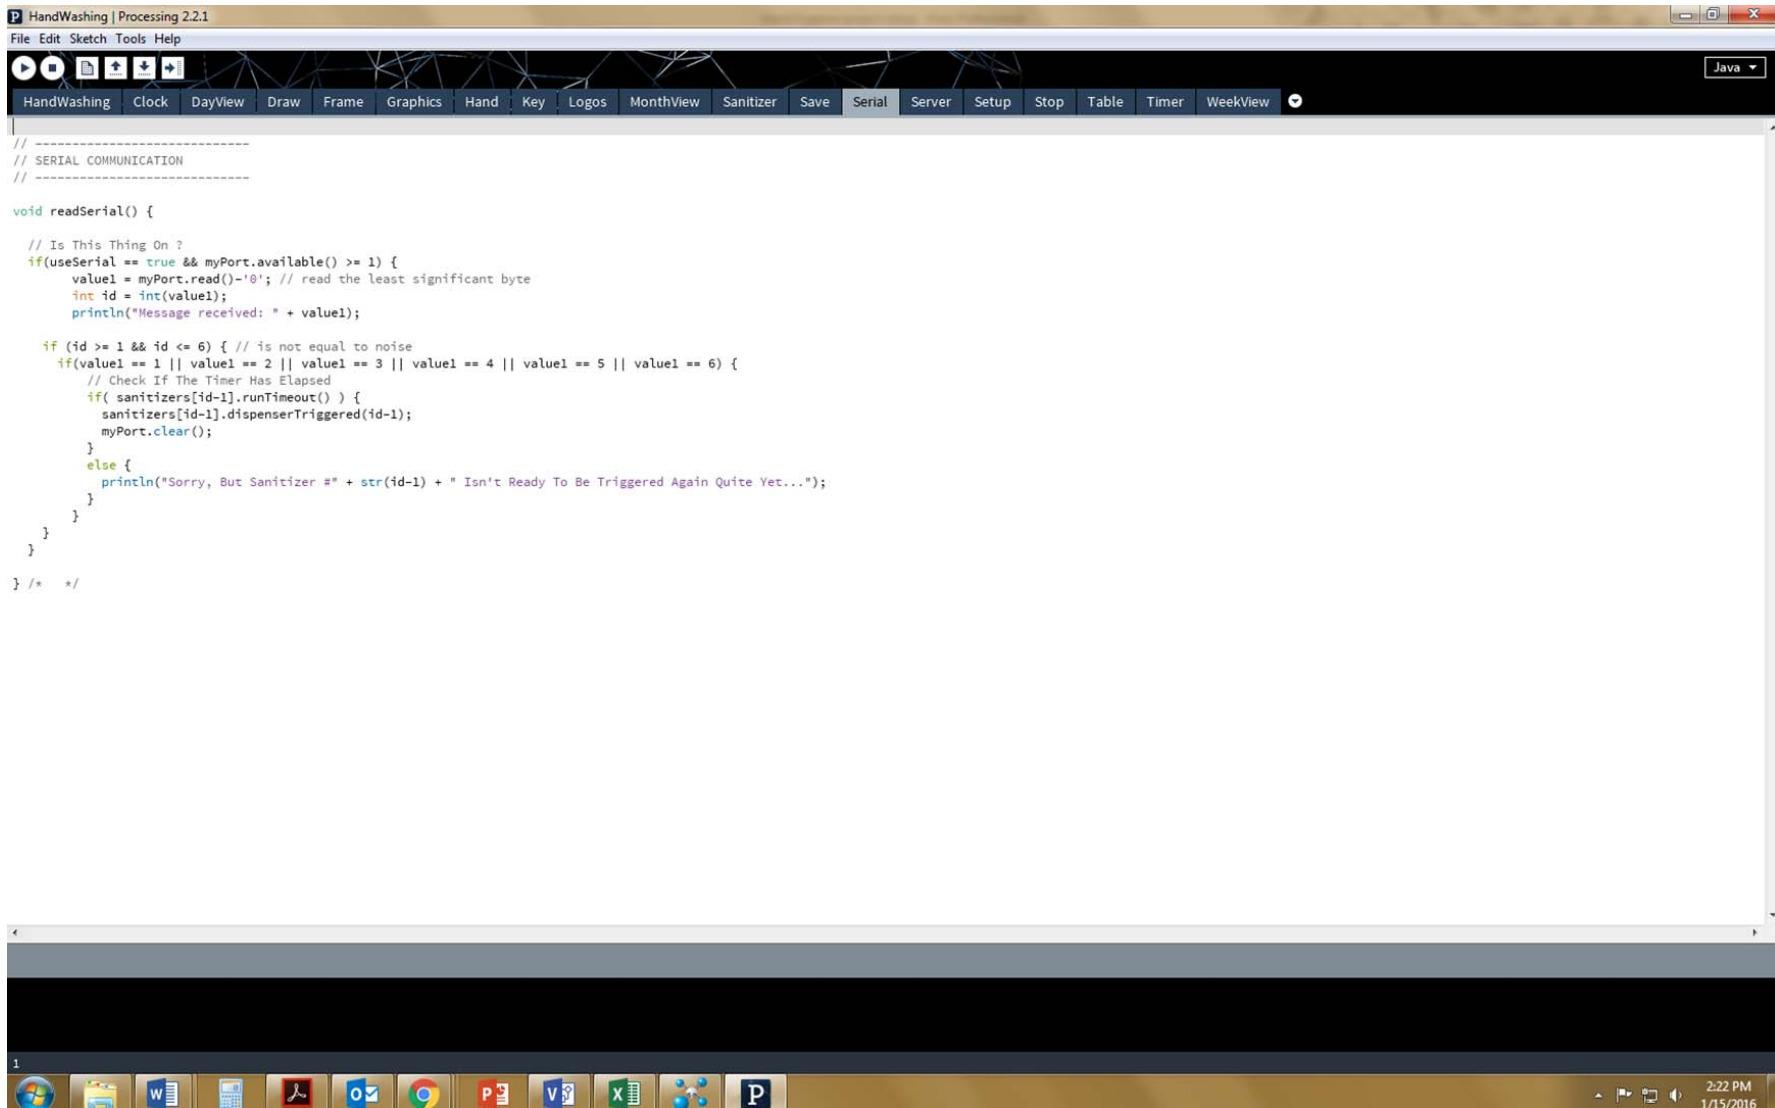 HandWashing | Processing 2.2.1
File Edit Sketch Tools Help
Java
HandWashing Clock DayView Draw Frame Graphics Hand Key Logos MonthView Sanitizer Save Serial Server Setup Stop Table Timer WeekView
// -----------------------------
// SERIAL COMMUNICATION
// -----------------------------
void readSerial() {
// Is This Thing On ?
if(useSerial == true && myPort.available() >= 1) {
value1 = myPort.read()-'0'; // read the least significant byte
int id = int(value1);
println("Message received: " + value1);
if (id >= 1 && id <= 6) { // is not equal to noise
if(value1 == 1 || value1 == 2 || value1 == 3 || value1 == 4 || value1 == 5 || value1 == 6) {
// Check If The Timer Has Elapsed
if( sanitizers[id-1].runTimeout() ) {
sanitizers[id-1].dispenserTriggered(id-1);
myPort.clear();
}
else {
println("Sorry, But Sanitizer #" + str(id-1) + " Isn't Ready To Be Triggered Again Quite Yet...");
}
}
}
}
} /*   */
1
2:22 PM
1/15/2016